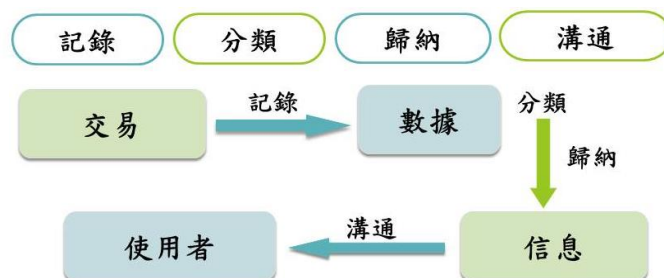 記錄 分類 歸納 溝通
交易 記錄 數據 分類
歸納
使用者 溝通 信息